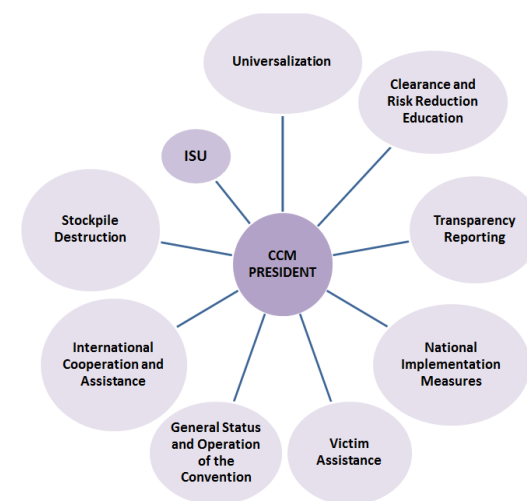 Universalization
Clearance and
Risk Reduction
Education
ISU
Stockpile
Destruction
Transparency
Reporting
CCM
PRESIDENT
International
Cooperation and
Assistance
National
Implementation
Measures
General Status
and Operation
of the
Convention
Victim
Assistance